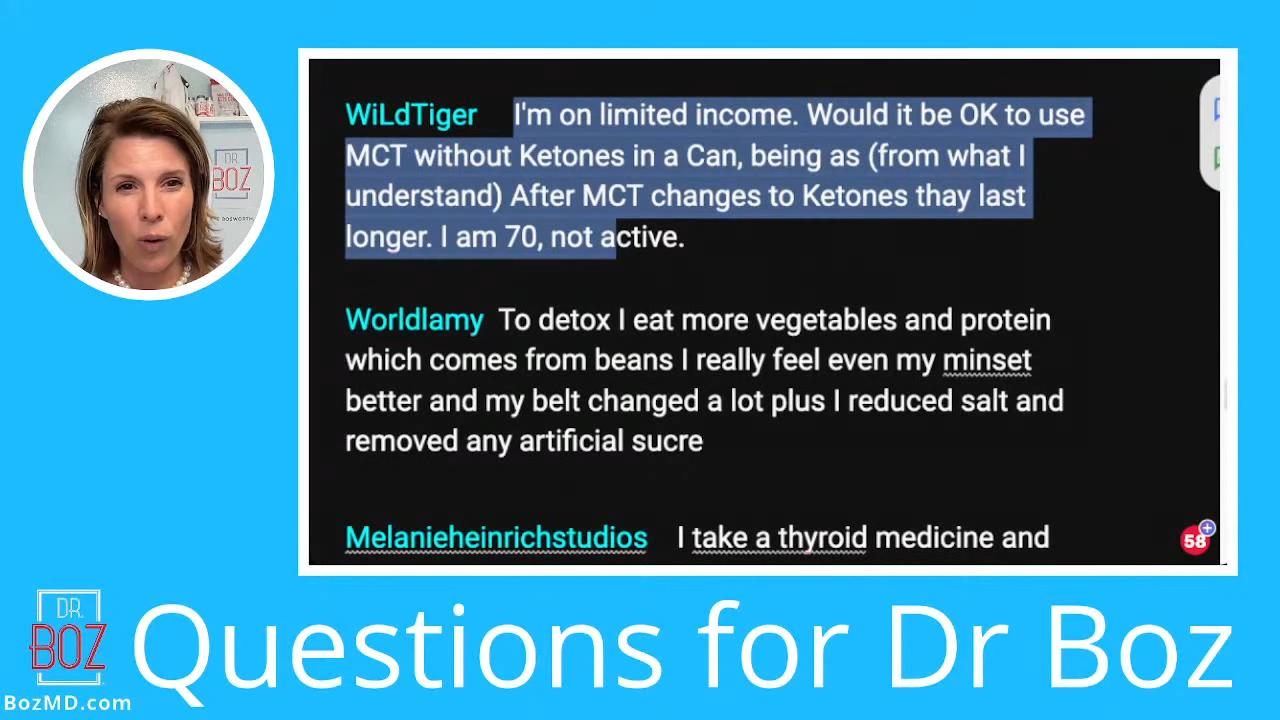 WiLdTiger I'm on limited income. Would it be OK to use
MCT without Ketones in a Can, being as (from what I
understand) After MCT changes to Ketones thay last
longer. I am 70, not active.
Worldlamy To detox I eat more vegetables and protein
which comes from beans I really feel even my minset
better and my belt changed a lot plus I reduced salt and
removed any artificial sucre
Melanieheinrichstudios I take a thyroid medicine and
58
DR.
BOZ
BOSWORTH
DR.
BOZ
Questions for Dr Boz
BozMD.com